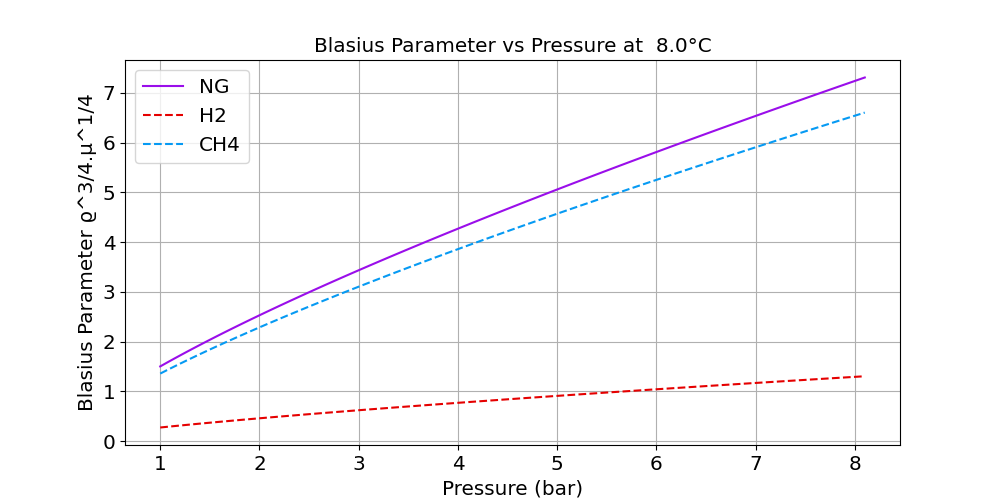 Blasius Parameter vs Pressure at  8.0°C
Blasius Parameter ϱ^3/4.μ^1/4
NG
H2
CH4
7
6
5
4
3
2
1
0
1 2 3 4 5 6 7 8
Pressure (bar)